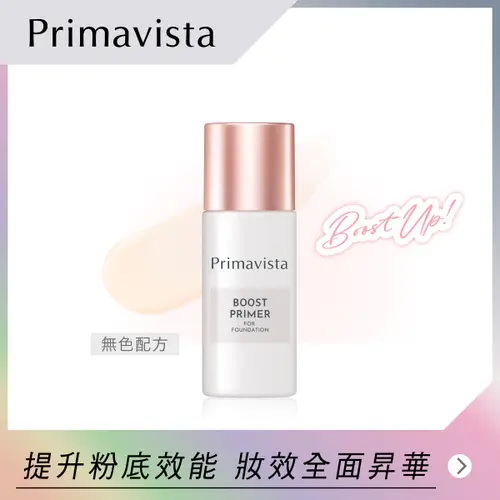 Primavista
Boost Up!
Primavista
BOOST
PRIMER
FOR
FOUNDATION
無色配方
提升粉底效能 妝效全面昇華